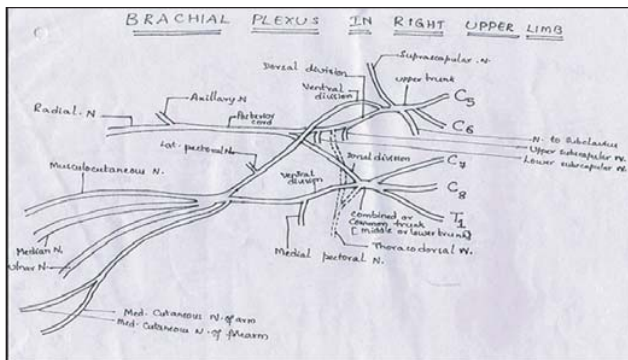 BRACHIAL PLEXUS IN RIGHT UPPER LIMB
Suprascapular. N.
Dorsal division
Ventral
division
upper trunk
C5
Axillary N
Radial. N
Posterior
cord
C6
N. to Subclavius
Upper subscapular N.
Lower subscapular N.
Lat. pectoral N.
Dorsal division
C7
Musculocutaneous N.
Ventral
division
C8
combined or
common trunk
[middle or lower trunk]
T1
Median N.
Ulnar N.
Medial pectoral N.
Thoracodorsal N.
Med. Cutaneous N. of arm
Med. Cutaneous N. of forearm